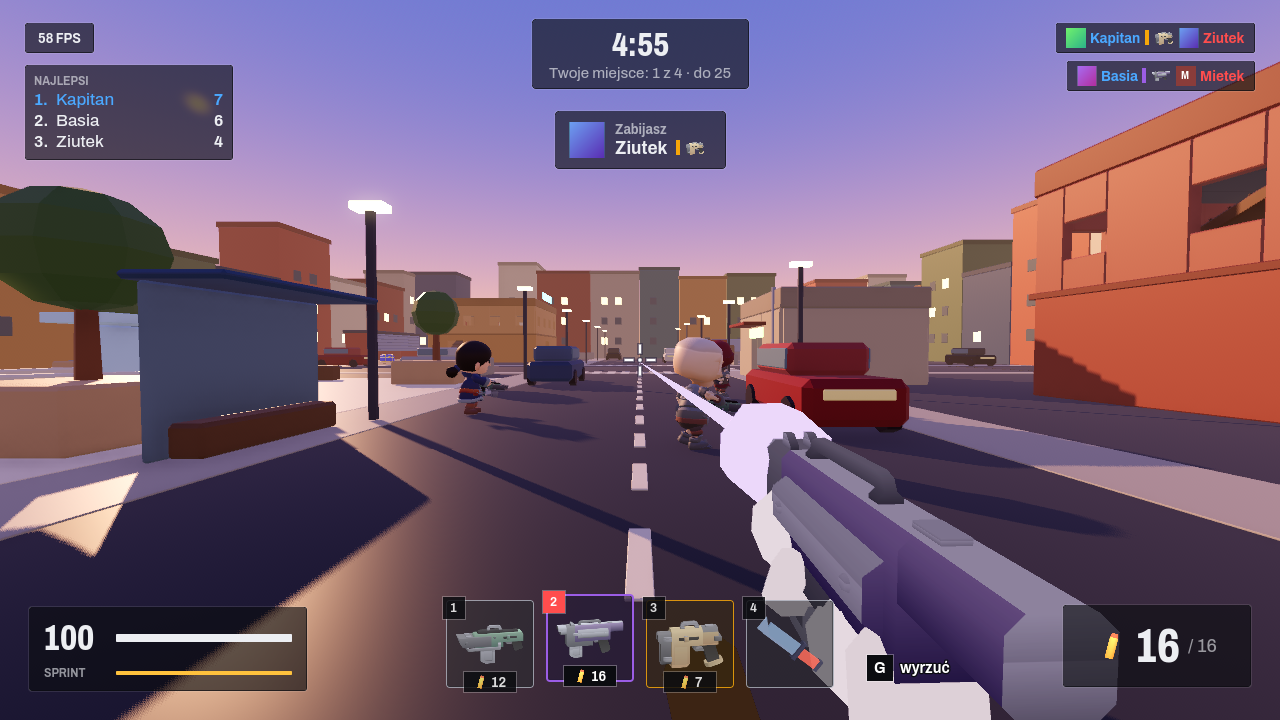 58 FPS
NAJLEPSI
1. Kapitan 7
2. Basia 6
3. Ziutek 4
4:55
Twoje miejsce: 1 z 4 · do 25
Zabijasz
Ziutek
Kapitan Ziutek
Basia M Mietek
100
SPRINT
1
12
2
16
3
7
4
G wyrzuć
16 / 16